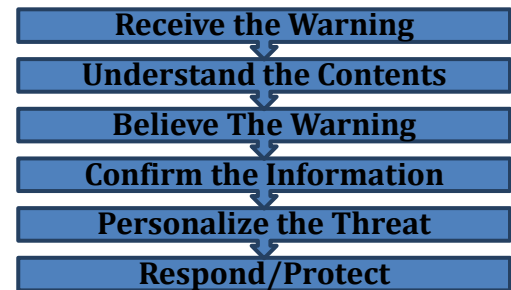 Receive the Warning
Understand the Contents
Believe The Warning
Confirm the Information
Personalize the Threat
Respond/Protect